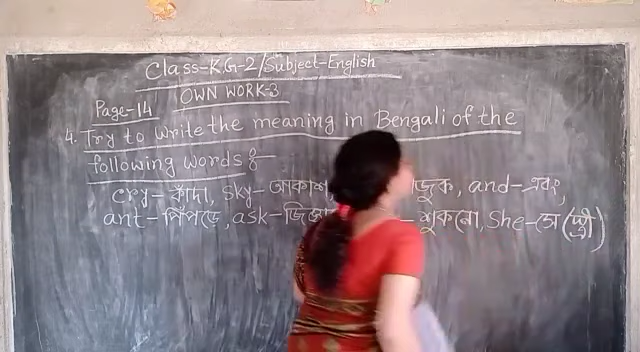 Class-K.G-2/Subject-English
OWN WORK-3
Page-14
4. Try to write the meaning in Bengali of the
following words :-
cry-কাঁদা, Sky-আকাশ জুক, and-এবং,
ant-পিঁপড়ে, ask- -শুকনো, She-সে (স্ত্রী)